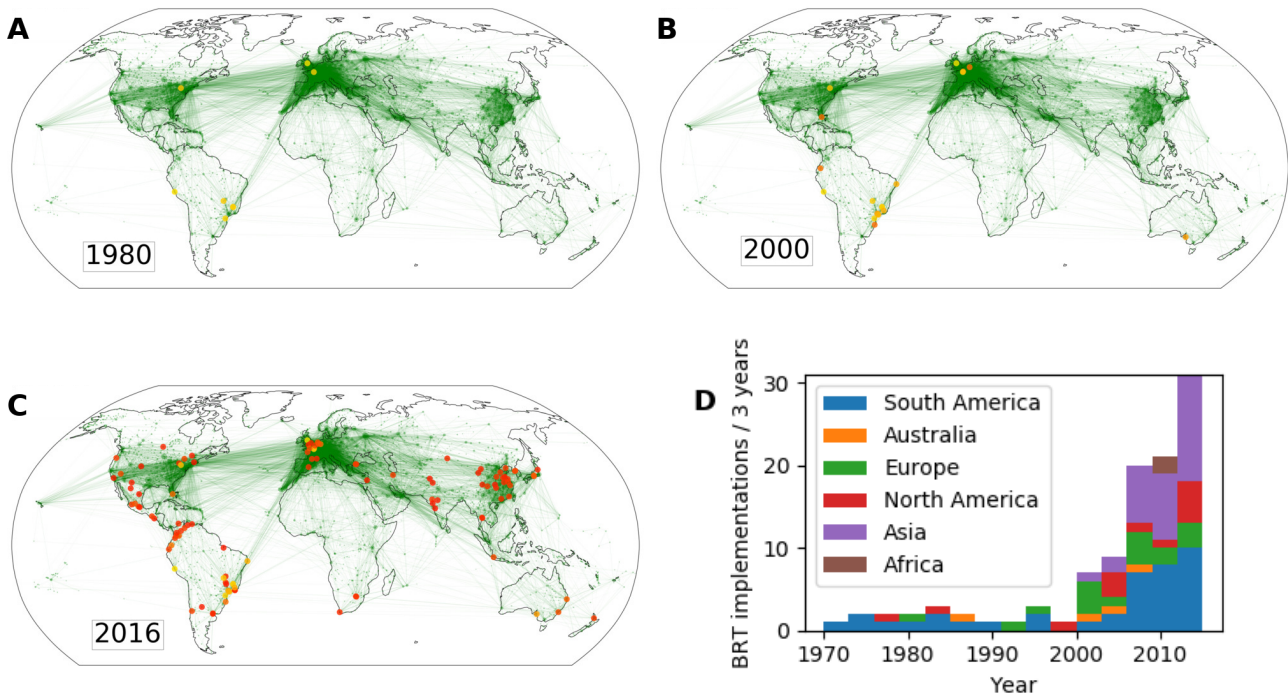 A
1980
B
2000
C
2016
D
BRT implementations / 3 years
30
20
10
0
South America
Australia
Europe
North America
Asia
Africa
1970 1980 1990 2000 2010
Year